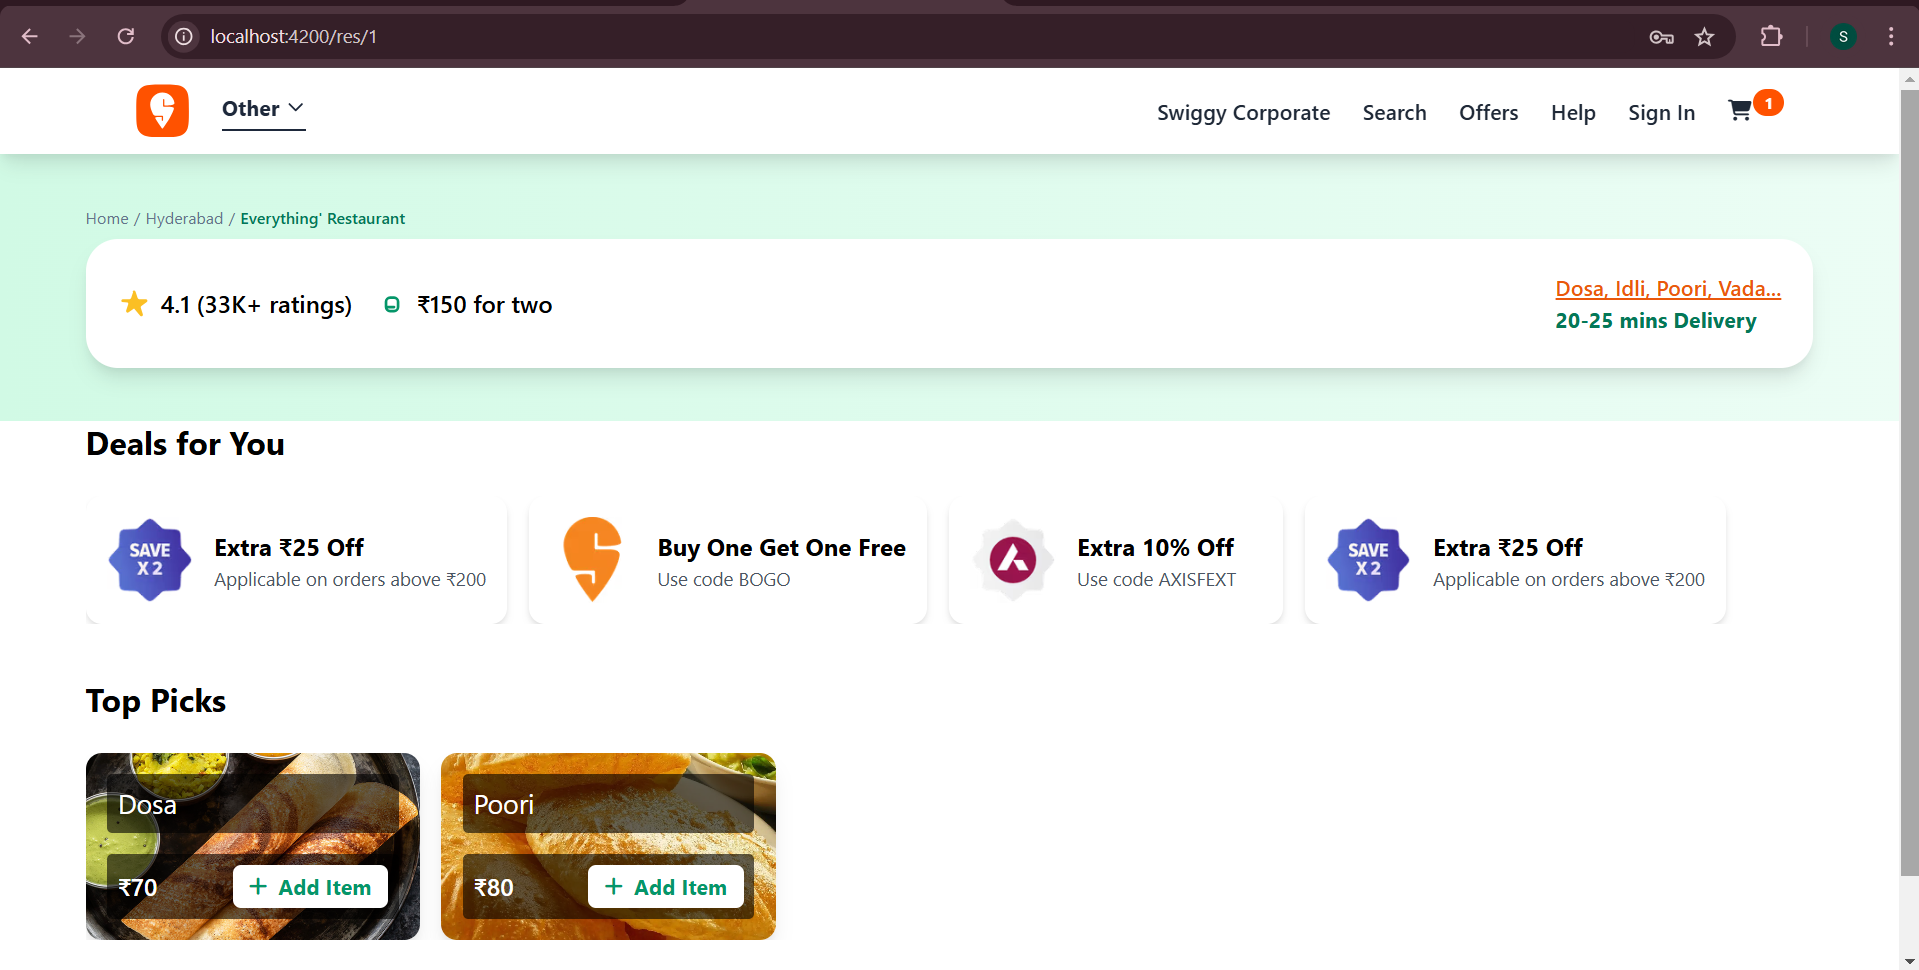 localhost:4200/res/1
S
Other
Swiggy Corporate
Search
Offers
Help
Sign In
1
Home / Hyderabad / Everything' Restaurant
4.1 (33K+ ratings)
₹150 for two
Dosa, Idli, Poori, Vada...
20-25 mins Delivery
Deals for You
SAVE
X 2
Extra ₹25 Off
Applicable on orders above ₹200
Buy One Get One Free
Use code BOGO
Extra 10% Off
Use code AXISFEXT
SAVE
X 2
Extra ₹25 Off
Applicable on orders above ₹200
Top Picks
Dosa
₹70
+ Add Item
Poori
₹80
+ Add Item